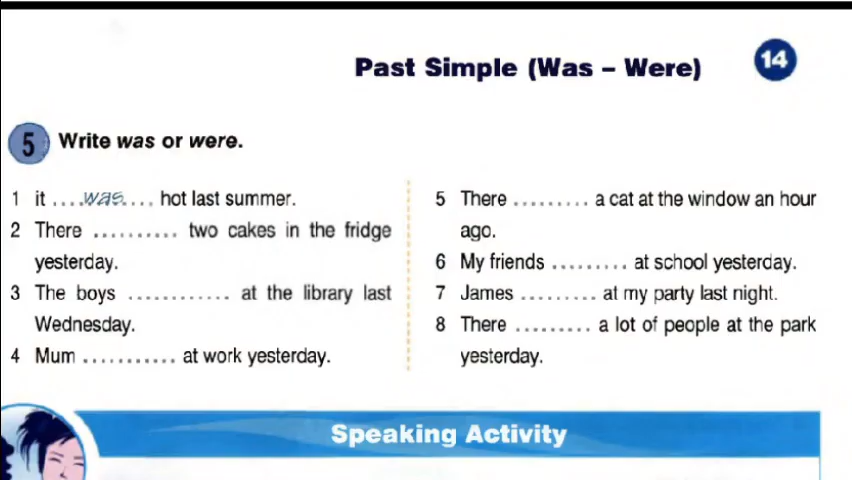 Past Simple (Was – Were)
14
5 Write was or were.
1 it ....was.... hot last summer.
2 There .......... two cakes in the fridge
yesterday.
3 The boys ............ at the library last
Wednesday.
4 Mum ........... at work yesterday.
5 There ......... a cat at the window an hour
ago.
6 My friends ......... at school yesterday.
7 James ......... at my party last night.
8 There ......... a lot of people at the park
yesterday.
Speaking Activity